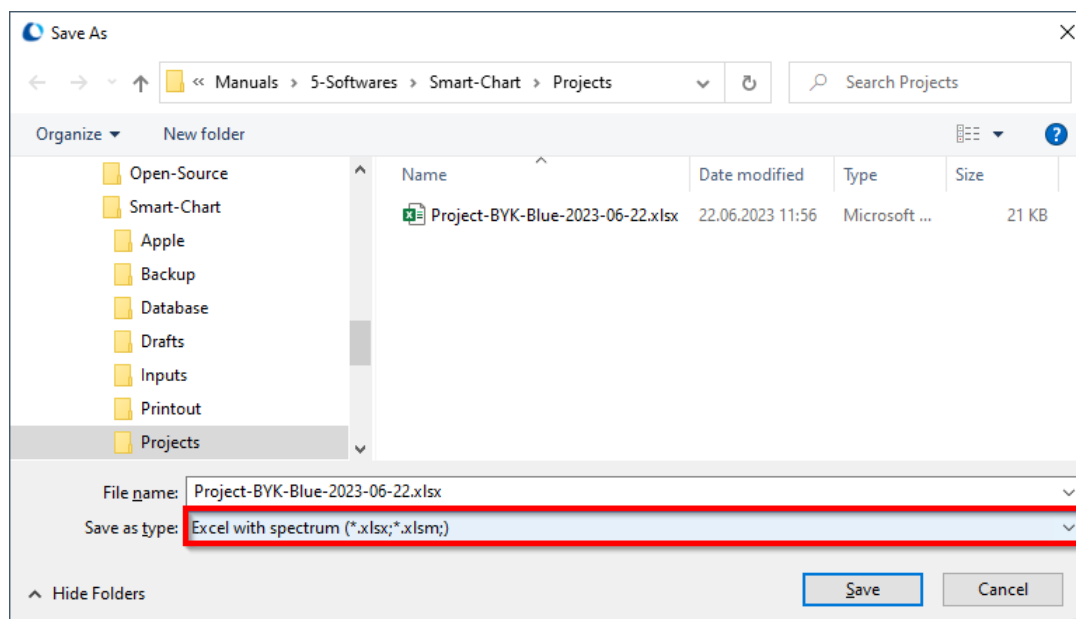 Save As
« Manuals > 5-Softwares > Smart-Chart > Projects
Search Projects
Organize
New folder
Open-Source
Smart-Chart
Apple
Backup
Database
Drafts
Inputs
Printout
Projects
Name Date modified Type Size
Project-BYK-Blue-2023-06-22.xlsx 22.06.2023 11:56 Microsoft ... 21 KB
File name: Project-BYK-Blue-2023-06-22.xlsx
Save as type: Excel with spectrum (*.xlsx;*.xlsm;)
Hide Folders
Save
Cancel